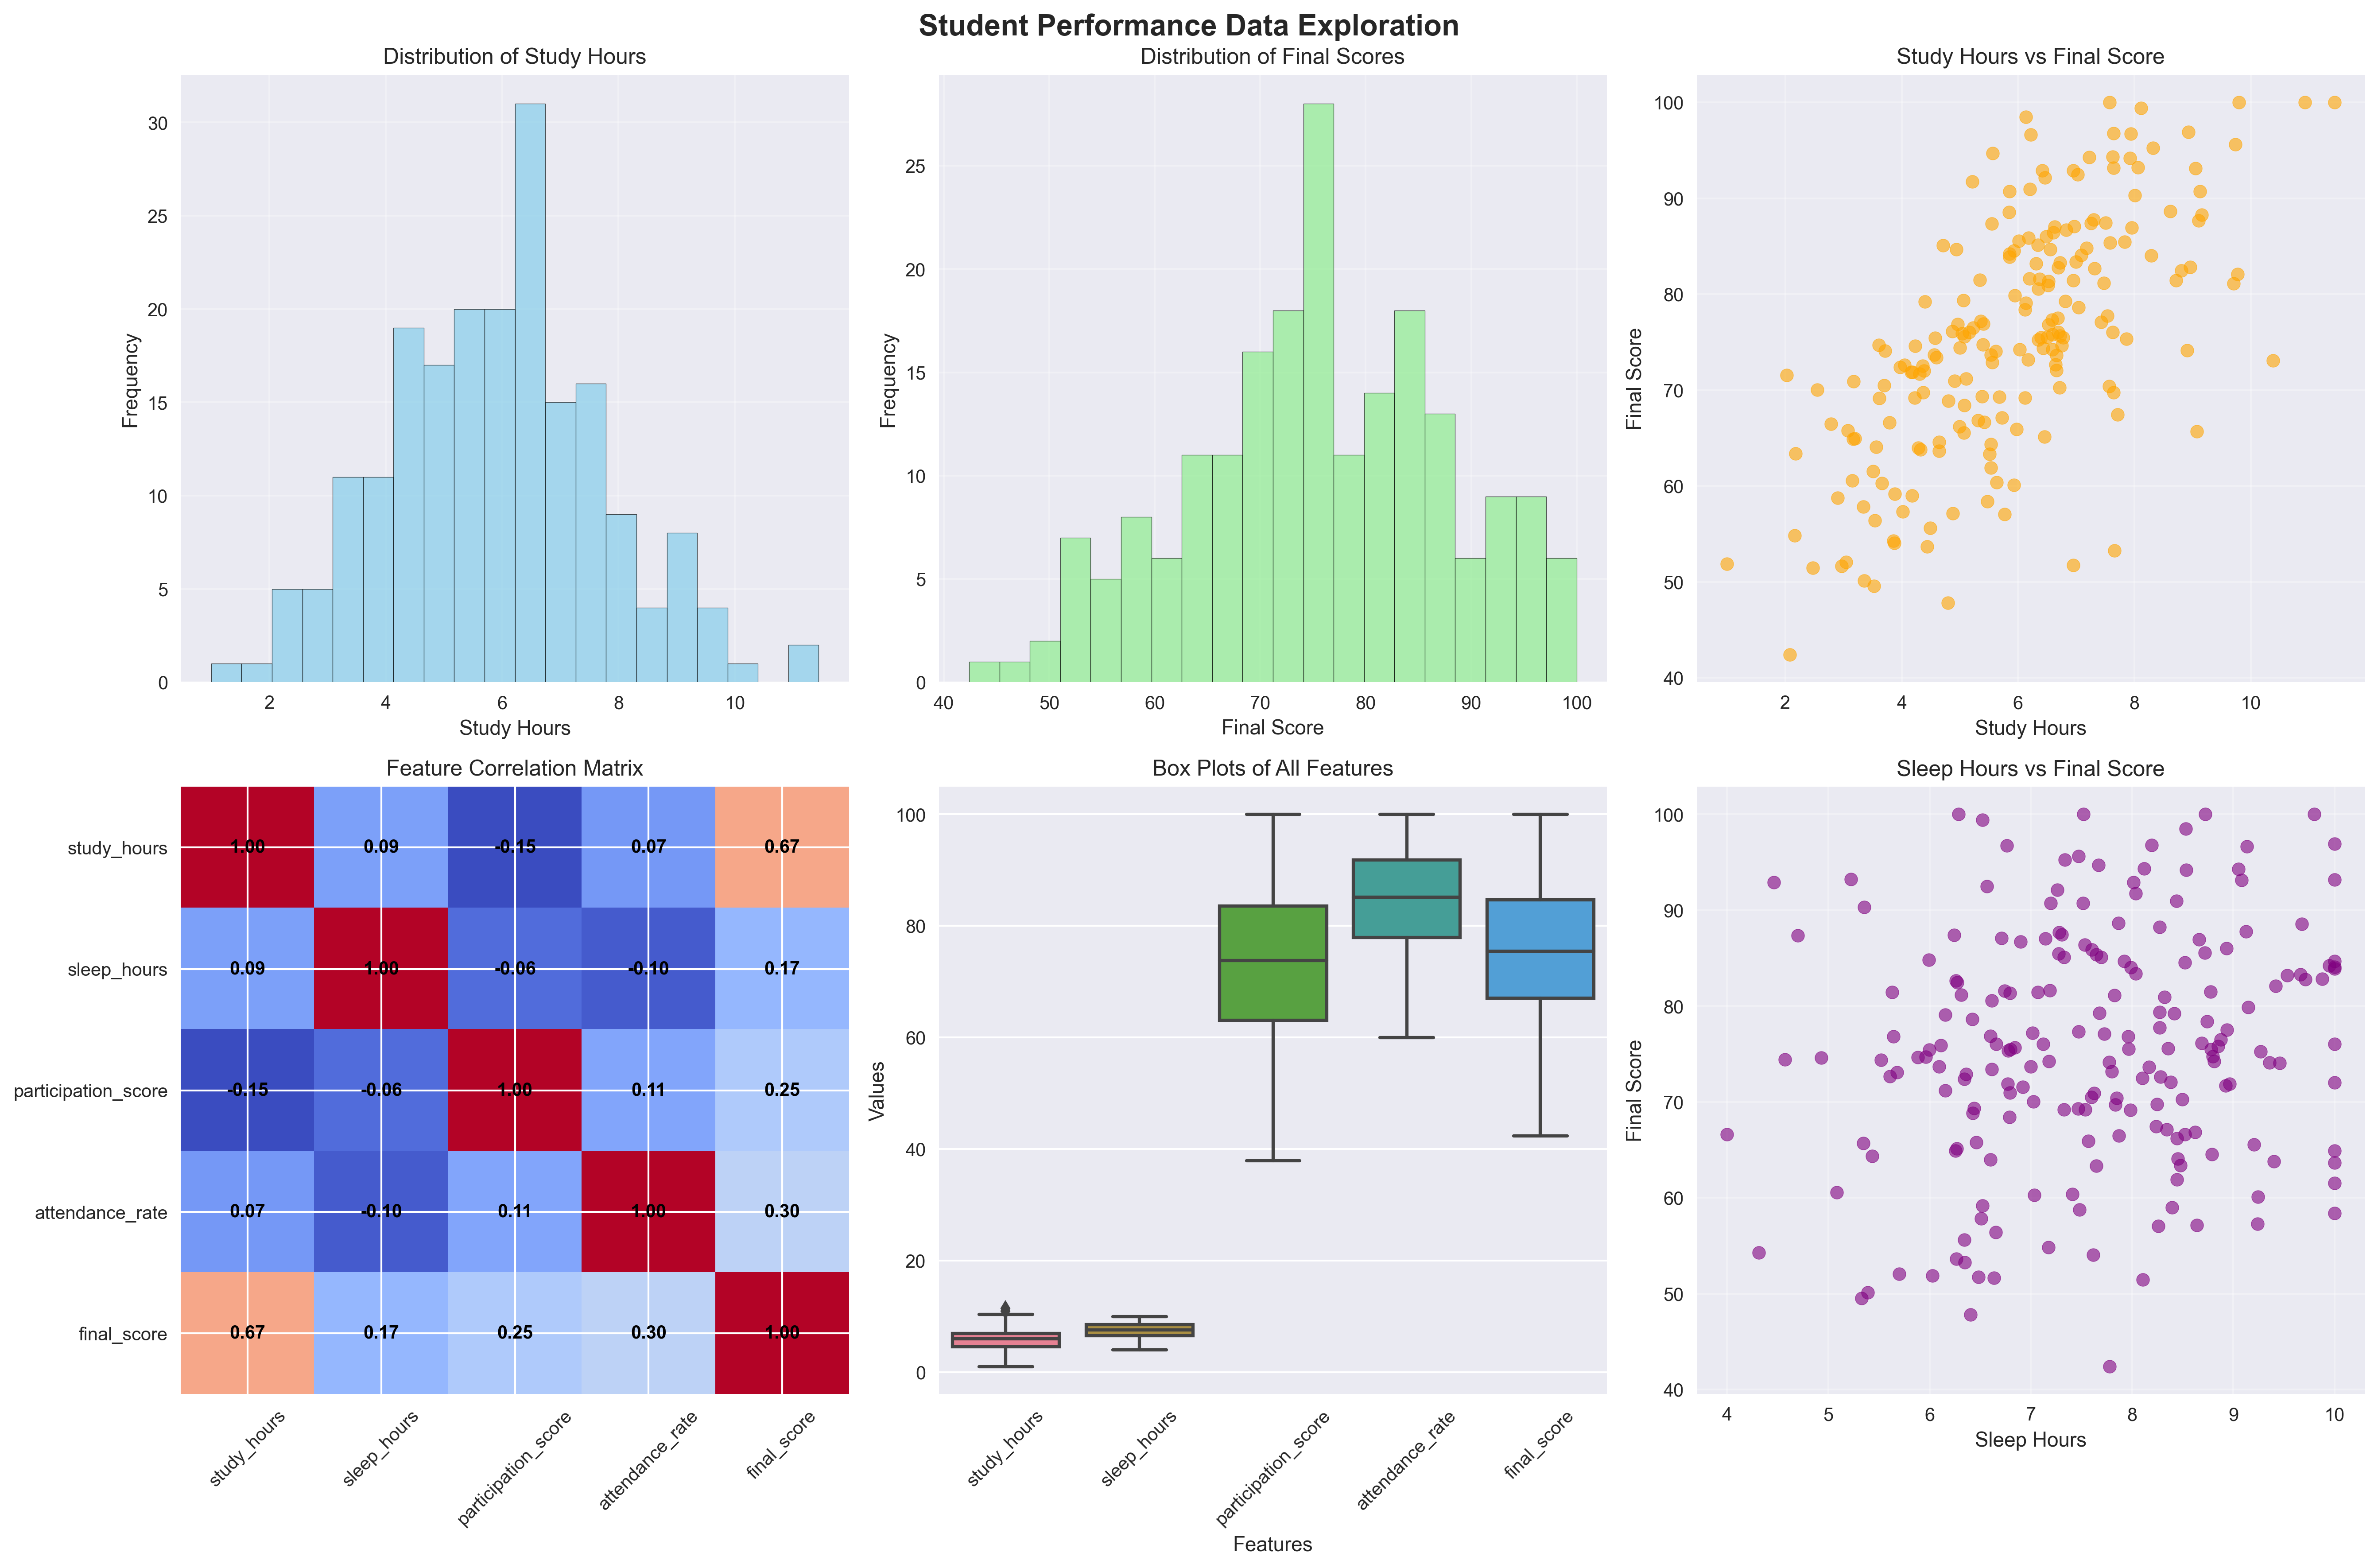 Student Performance Data Exploration
Distribution of Study Hours
Frequency
30
25
20
15
10
5
0
2 4 6 8 10
Study Hours
Distribution of Final Scores
Frequency
25
20
15
10
5
0
40 50 60 70 80 90 100
Final Score
Study Hours vs Final Score
Final Score
100
90
80
70
60
50
40
2 4 6 8 10
Study Hours
Feature Correlation Matrix
study_hours 1.00 0.09 -0.15 0.07 0.67
sleep_hours 0.09 1.00 -0.06 -0.10 0.17
participation_score -0.15 -0.06 1.00 0.11 0.25
attendance_rate 0.07 -0.10 0.11 1.00 0.30
final_score 0.67 0.17 0.25 0.30 1.00
study_hours sleep_hours participation_score attendance_rate final_score
Box Plots of All Features
Values
100
80
60
40
20
0
study_hours sleep_hours participation_score attendance_rate final_score
Features
Sleep Hours vs Final Score
Final Score
100
90
80
70
60
50
40
4 5 6 7 8 9 10
Sleep Hours